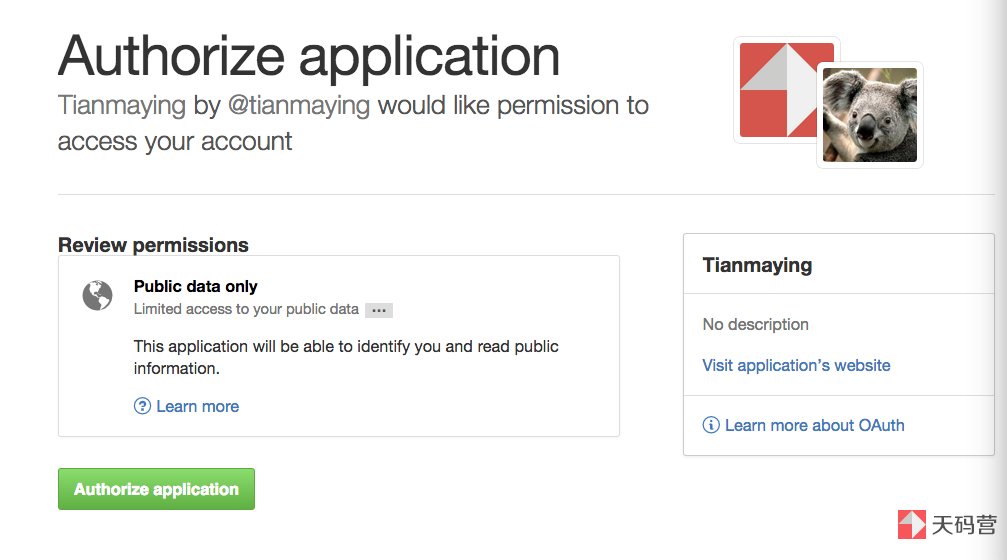 Authorize application
Tianmaying by @tianmaying would like permission to
access your account
Review permissions
Public data only
Limited access to your public data ...
This application will be able to identify you and read public
information.
? Learn more
Authorize application
Tianmaying
No description
Visit application's website
i Learn more about OAuth
天码营